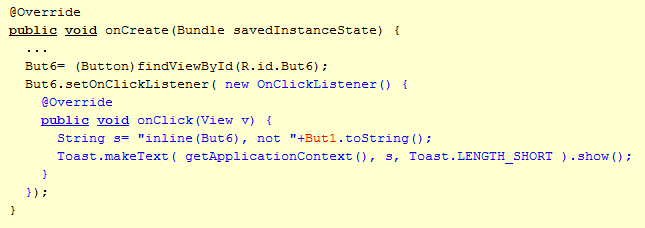 @Override
public void onCreate(Bundle savedInstanceState) {
...
But6= (Button)findViewById(R.id.But6);
But6.setOnClickListener( new OnClickListener() {
@Override
public void onClick(View v) {
String s= "inline(But6), not "+But1.toString();
Toast.makeText( getApplicationContext(), s, Toast.LENGTH_SHORT ).show();
}
});
}